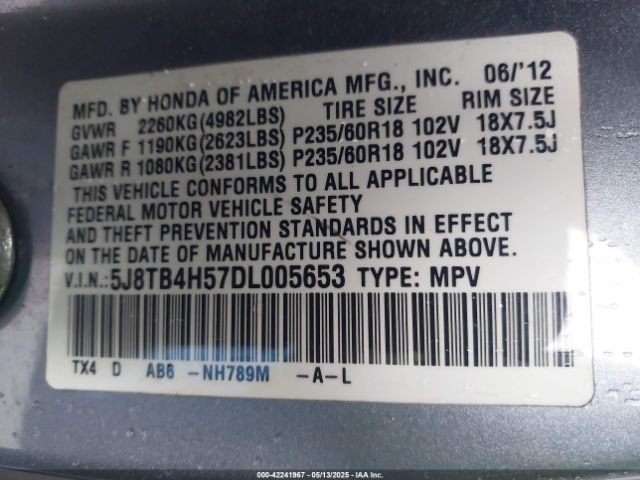 MFD. BY HONDA OF AMERICA MFG., INC. 06/'12
GVWR 2260KG(4982LBS) TIRE SIZE RIM SIZE
GAWR F 1190KG(2623LBS) P235/60R18 102V 18X7.5J
GAWR R 1080KG(2381LBS) P235/60R18 102V 18X7.5J
THIS VEHICLE CONFORMS TO ALL APPLICABLE
FEDERAL MOTOR VEHICLE SAFETY
AND THEFT PREVENTION STANDARDS IN EFFECT
ON THE DATE OF MANUFACTURE SHOWN ABOVE.
V.I.N.:5J8TB4H57DL005653 TYPE: MPV
TX4 D AB6 -NH789M -A-L
000-42241967 | 05/13/2025 | IAA Inc.